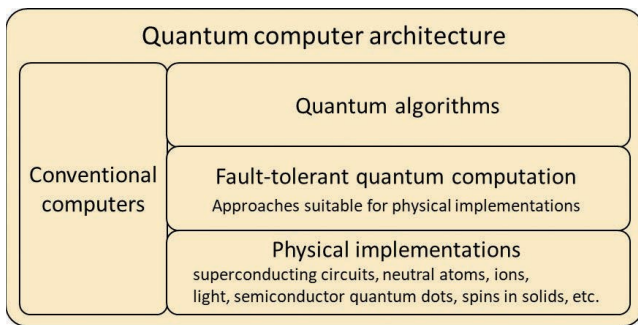 Quantum computer architecture
Conventional
computers
Quantum algorithms
Fault-tolerant quantum computation
Approaches suitable for physical implementations
Physical implementations
superconducting circuits, neutral atoms, ions,
light, semiconductor quantum dots, spins in solids, etc.